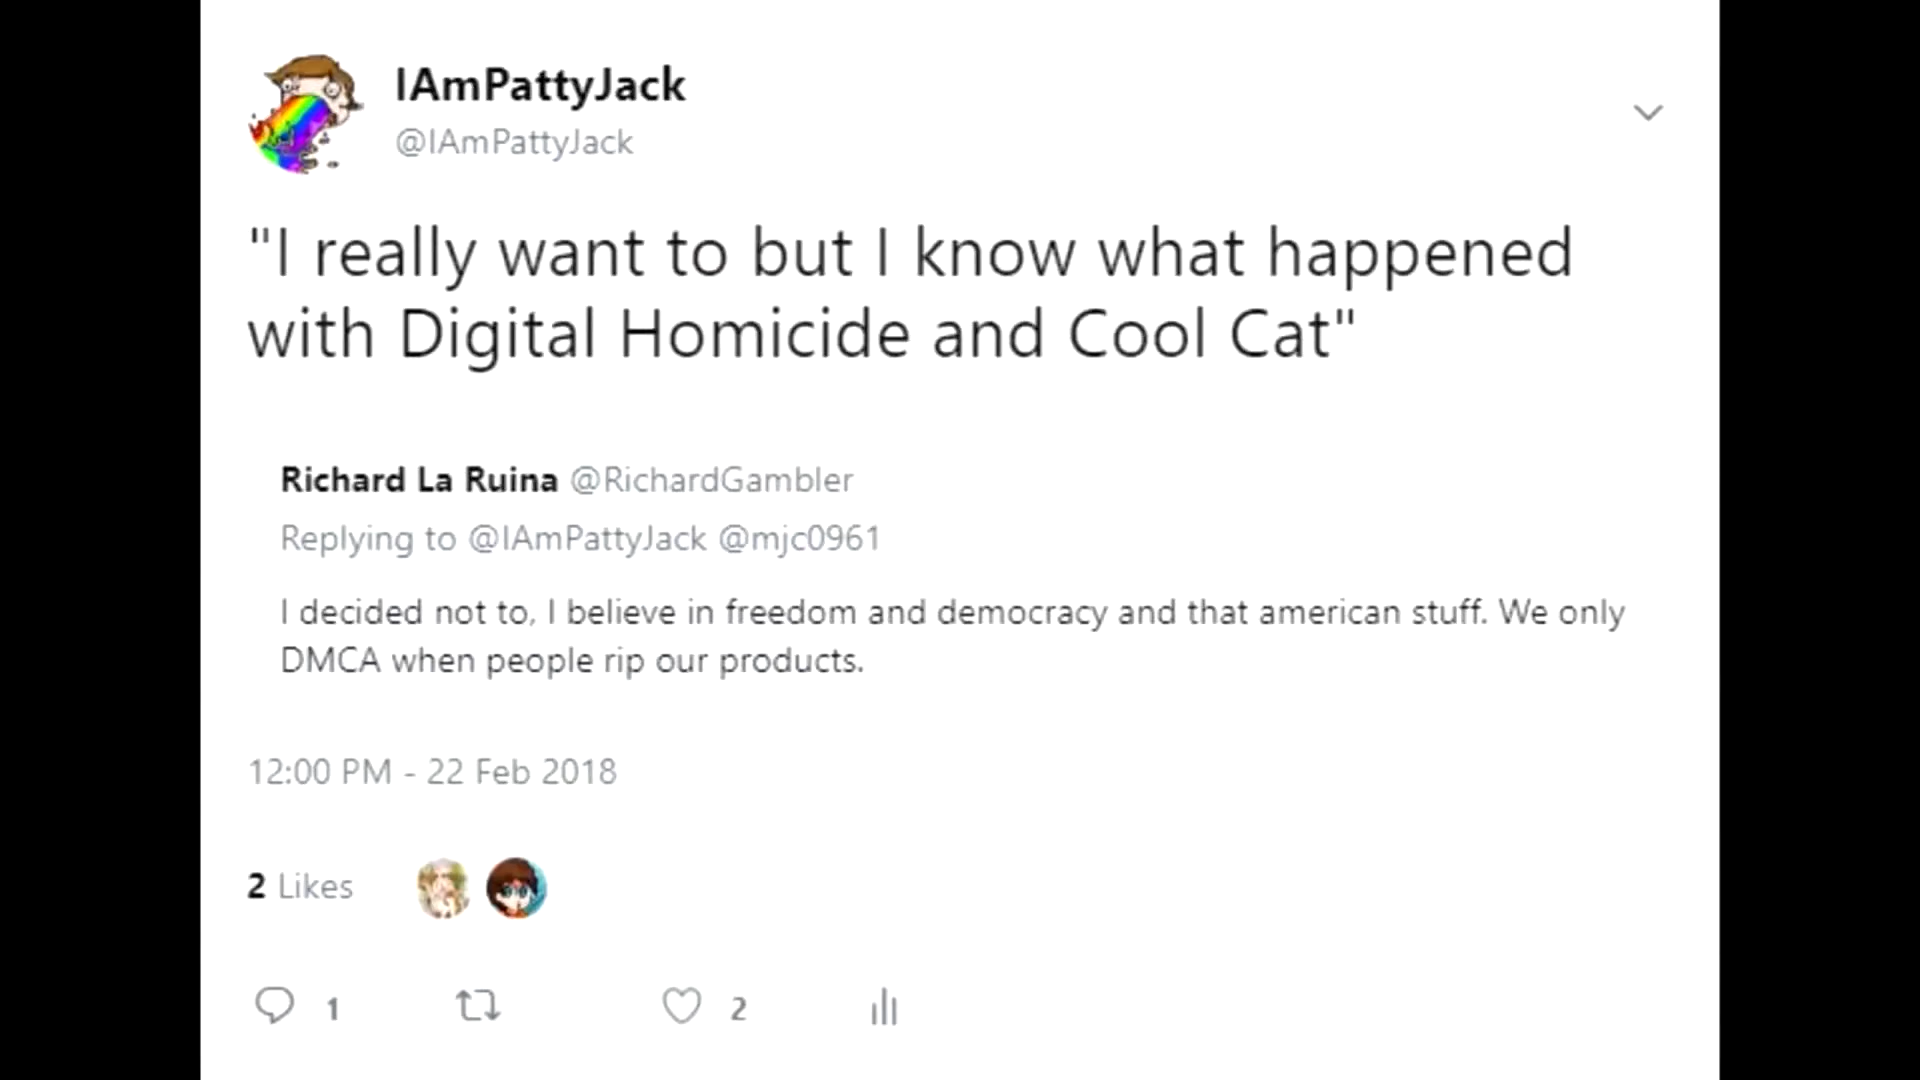 IAmPattyJack
@IAmPattyJack
"I really want to but I know what happened
with Digital Homicide and Cool Cat"
Richard La Ruina @RichardGambler
Replying to @IAmPattyJack @mjc0961
I decided not to, I believe in freedom and democracy and that american stuff. We only
DMCA when people rip our products.
12:00 PM - 22 Feb 2018
2 Likes
1 2